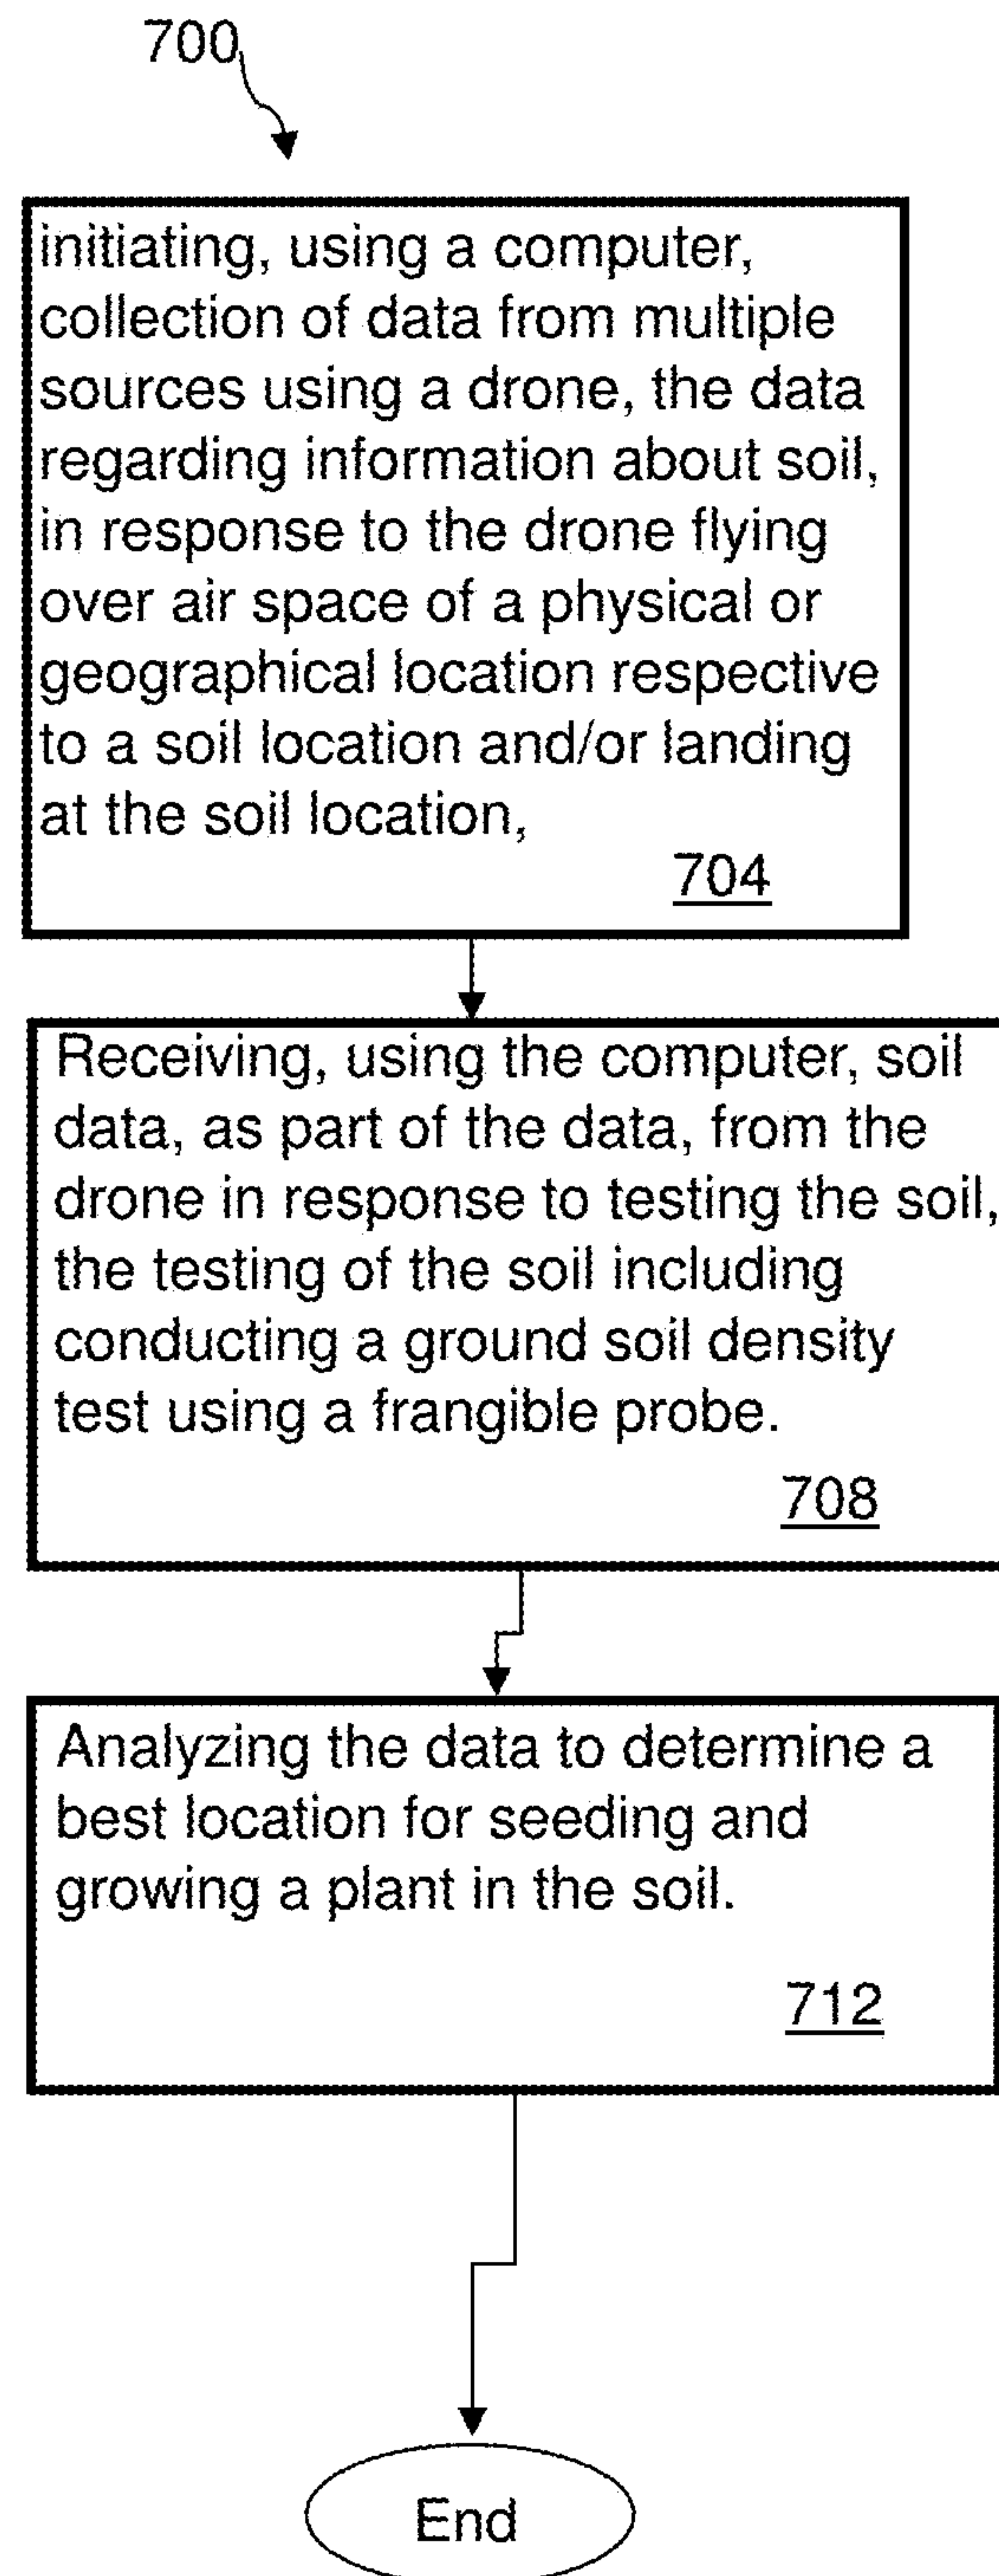 700
initiating, using a computer,
collection of data from multiple
sources using a drone, the data
regarding information about soil,
in response to the drone flying
over air space of a physical or
geographical location respective
to a soil location and/or landing
at the soil location,
704
Receiving, using the computer, soil
data, as part of the data, from the
drone in response to testing the soil,
the testing of the soil including
conducting a ground soil density
test using a frangible probe.
708
Analyzing the data to determine a
best location for seeding and
growing a plant in the soil.
712
End